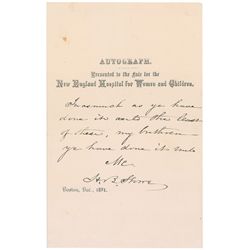 AUTOGRAPH.
Presented to the Fair for the
New England Hospital for Women and Children.
Inasmuch as ye have
done it unto the least
of these, my brethren
ye have done it unto
Me.
H. B. Stowe
Boston, Dec., 1871.